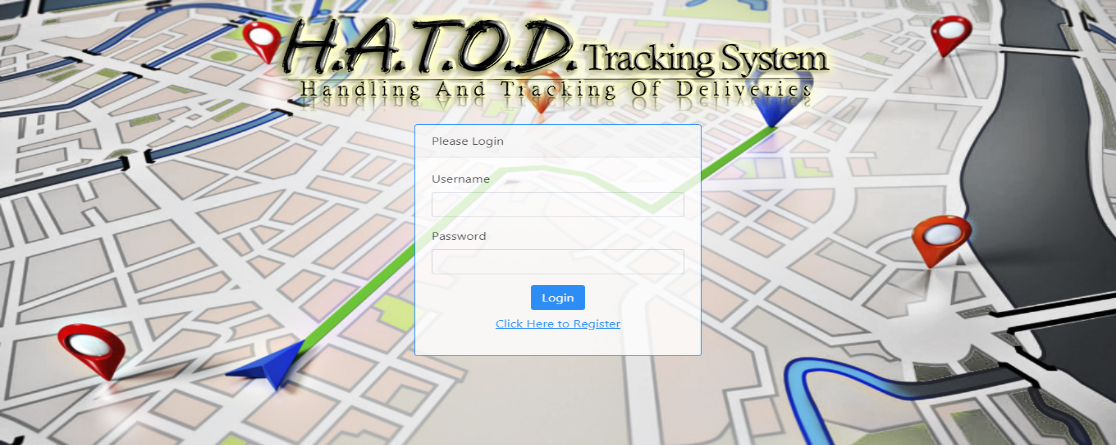 H.A.T.O.D. Tracking System
Handling And Tracking Of Deliveries
Please Login
Username
Password
Login
Click Here to Register